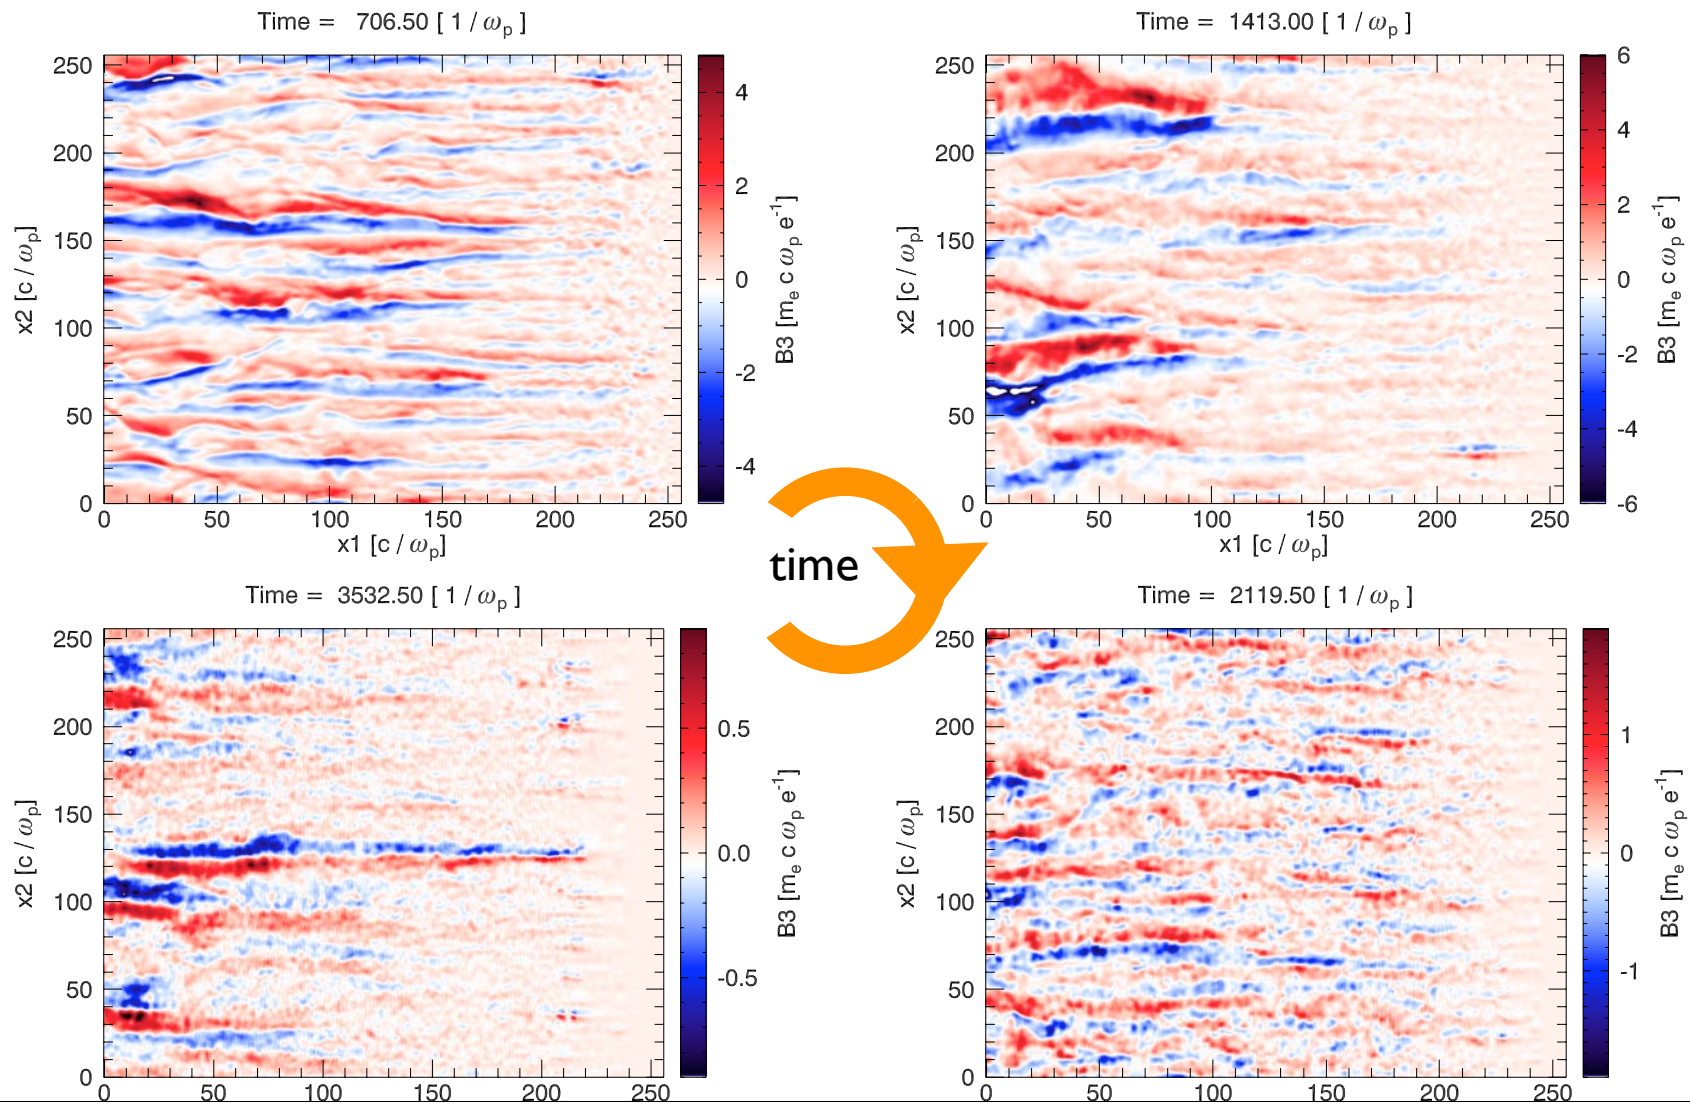 Time = 706.50 [ 1 / ωp ]
250
200
150
100
50
0
x2 [c / ωp]
0 50 100 150 200 250
x1 [c / ωp]
4
2
0
-2
-4
B3 [me c ωp e-1]
Time = 1413.00 [ 1 / ωp ]
250
200
150
100
50
0
x2 [c / ωp]
0 50 100 150 200 250
x1 [c / ωp]
6
4
2
0
-2
-4
-6
B3 [me c ωp e-1]
time
Time = 3532.50 [ 1 / ωp ]
250
200
150
100
50
0
x2 [c / ωp]
0 50 100 150 200 250
0.5
0.0
-0.5
B3 [me c ωp e-1]
Time = 2119.50 [ 1 / ωp ]
250
200
150
100
50
0
x2 [c / ωp]
0 50 100 150 200 250
1
0
-1
B3 [me c ωp e-1]